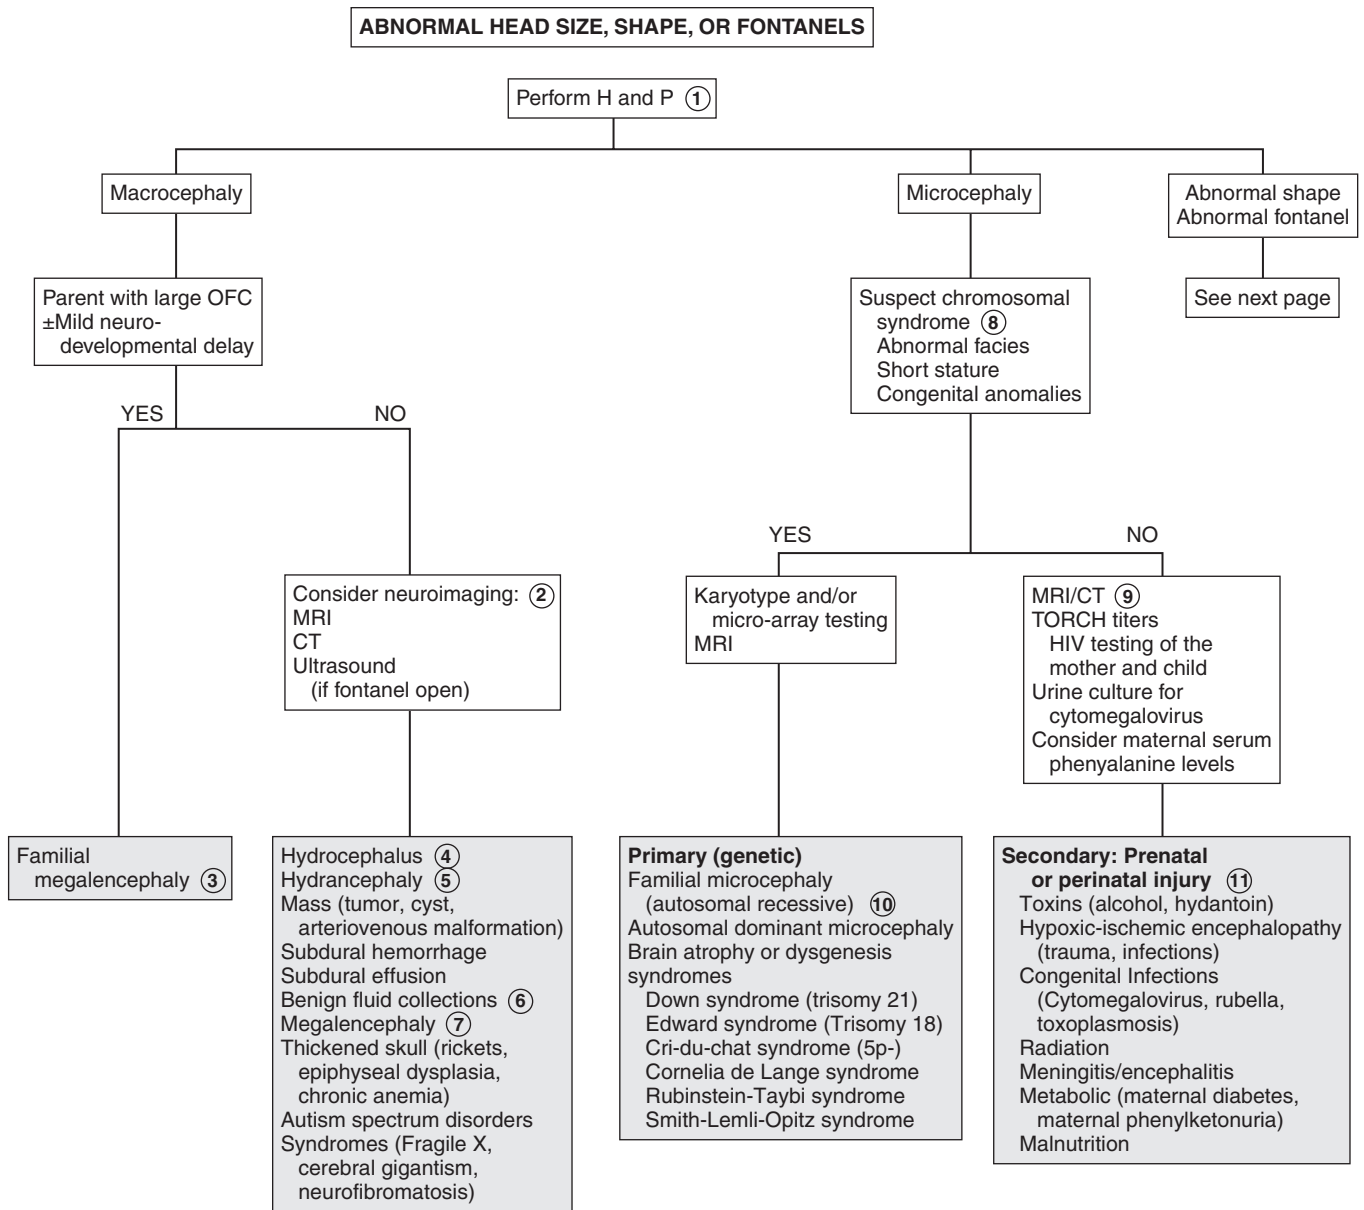 ABNORMAL HEAD SIZE, SHAPE, OR FONTANELS
Perform H and P 1
Macrocephaly
Microcephaly
Abnormal shape
Abnormal fontanel
Parent with large OFC
±Mild neuro-
developmental delay
Suspect chromosomal
syndrome 8
Abnormal facies
Short stature
Congenital anomalies
See next page
YES
NO
YES
NO
Consider neuroimaging: 2
MRI
CT
Ultrasound
(if fontanel open)
Karyotype and/or
micro-array testing
MRI
MRI/CT 9
TORCH titers
HIV testing of the
mother and child
Urine culture for
cytomegalovirus
Consider maternal serum
phenyalanine levels
Familial
megalencephaly 3
Hydrocephalus 4
Hydrancephaly 5
Mass (tumor, cyst,
arteriovenous malformation)
Subdural hemorrhage
Subdural effusion
Benign fluid collections 6
Megalencephaly 7
Thickened skull (rickets,
epiphyseal dysplasia,
chronic anemia)
Autism spectrum disorders
Syndromes (Fragile X,
cerebral gigantism,
neurofibromatosis)
Primary (genetic)
Familial microcephaly
(autosomal recessive) 10
Autosomal dominant microcephaly
Brain atrophy or dysgenesis
syndromes
Down syndrome (trisomy 21)
Edward syndrome (Trisomy 18)
Cri-du-chat syndrome (5p-)
Cornelia de Lange syndrome
Rubinstein-Taybi syndrome
Smith-Lemli-Opitz syndrome
Secondary: Prenatal
or perinatal injury 11
Toxins (alcohol, hydantoin)
Hypoxic-ischemic encephalopathy
(trauma, infections)
Congenital Infections
(Cytomegalovirus, rubella,
toxoplasmosis)
Radiation
Meningitis/encephalitis
Metabolic (maternal diabetes,
maternal phenylketonuria)
Malnutrition